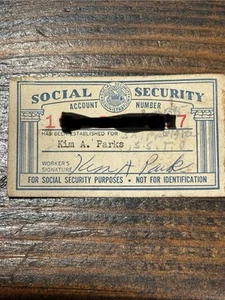 SOCIAL SECURITY
ACCOUNT NUMBER
1 7
HAS BEEN ESTABLISHED FOR
Kim A. Parks
WORKER'S
SIGNATURE Kim A Parks
FOR SOCIAL SECURITY PURPOSES • NOT FOR IDENTIFICATION